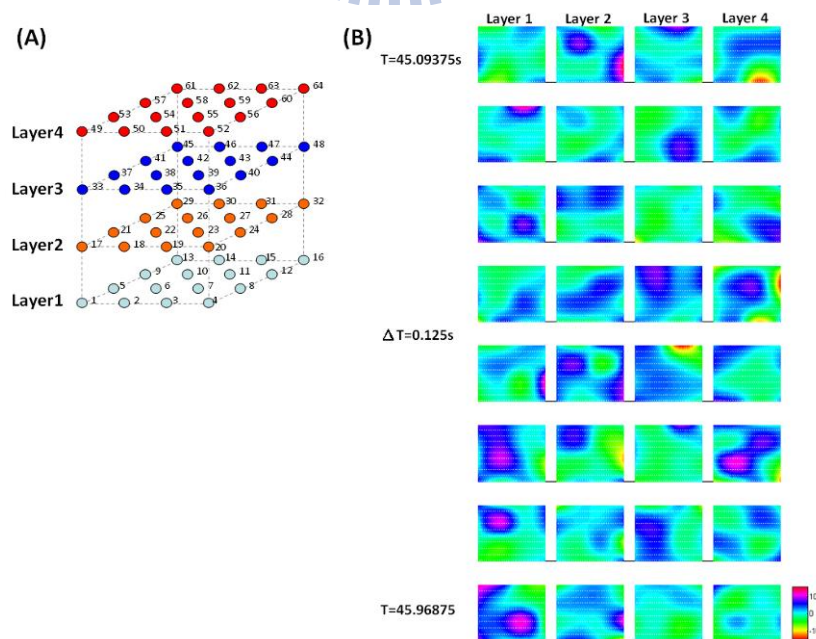 (A)
(B)
Layer 1 Layer 2 Layer 3 Layer 4
T=45.09375s
61 62 63 64
57 58 59 60
53 54 55 56
Layer4 49 50 51 52
45 46 47 48
41 42 43 44
37 38 39 40
Layer3 33 34 35 36
29 30 31 32
25 26 27 28
21 22 23 24
Layer2 17 18 19 20
13 14 15 16
9 10 11 12
5 6 7 8
Layer1 1 2 3 4
ΔT=0.125s
T=45.96875
10
0